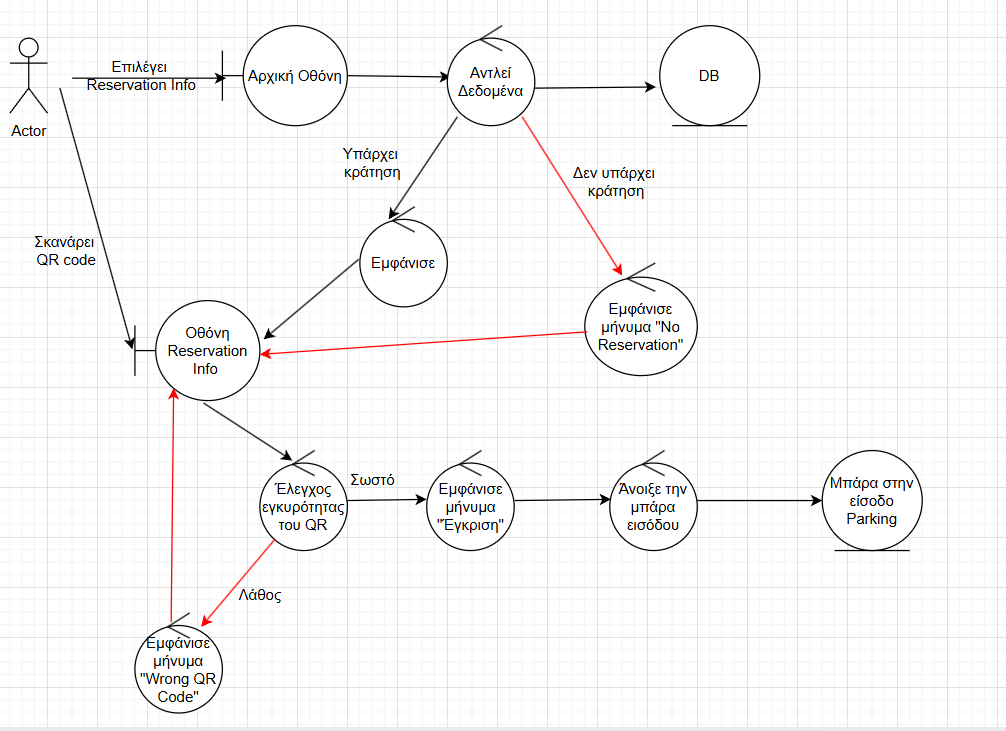 Επιλέγει
Reservation Info
Αρχική Οθόνη
Αντλεί
Δεδομένα
DB
Actor
Υπάρχει
κράτηση
Δεν υπάρχει
κράτηση
Σκανάρει
QR code
Εμφάνισε
Εμφάνισε
μήνυμα "No
Reservation"
Οθόνη
Reservation
Info
Έλεγχος
εγκυρότητας
του QR
Σωστό
Εμφάνισε
μήνυμα
"Έγκριση"
Άνοιξε την
μπάρα
εισόδου
Μπάρα στην
είσοδο
Parking
Λάθος
Εμφάνισε
μήνυμα
"Wrong QR
Code"